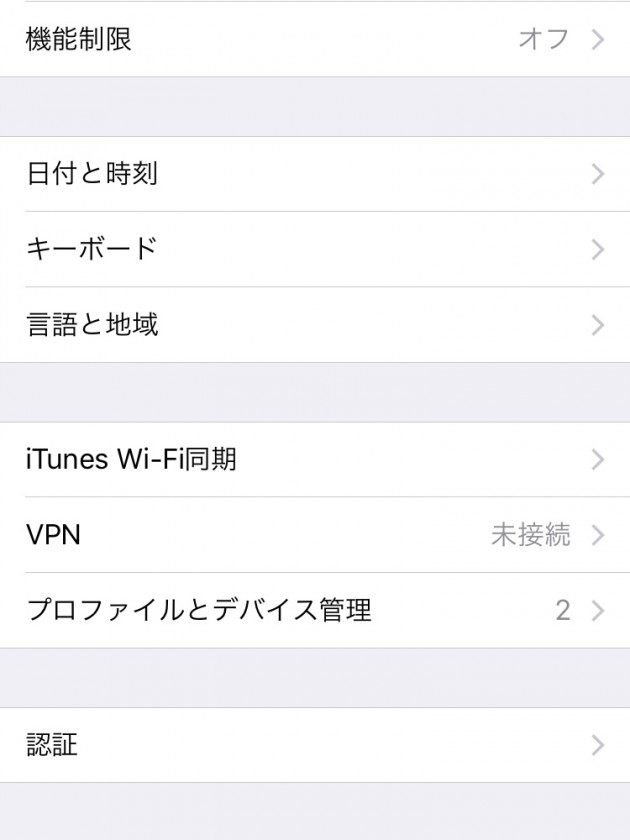 機能制限 オフ
日付と時刻
キーボード
言語と地域
iTunes Wi-Fi同期
VPN 未接続
プロファイルとデバイス管理 2
認証